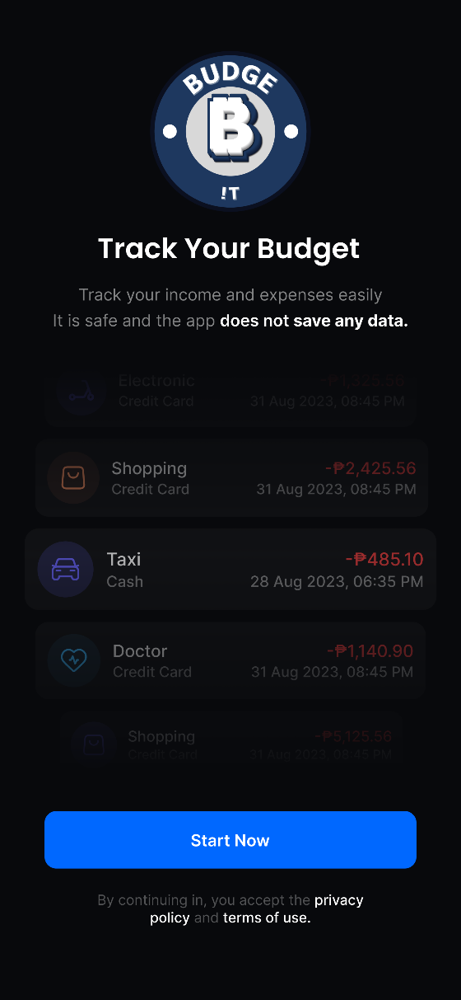 BUDGE
B
!T
Track Your Budget
Track your income and expenses easily
It is safe and the app does not save any data.
Electronic -₱1,325.56
Credit Card 31 Aug 2023, 08:45 PM
Shopping -₱2,425.56
Credit Card 31 Aug 2023, 08:45 PM
Taxi -₱485.10
Cash 28 Aug 2023, 06:35 PM
Doctor -₱1,140.90
Credit Card 31 Aug 2023, 08:45 PM
Shopping -₱5,125.56
Credit Card 31 Aug 2023, 08:45 PM
Start Now
By continuing in, you accept the privacy
policy and terms of use.